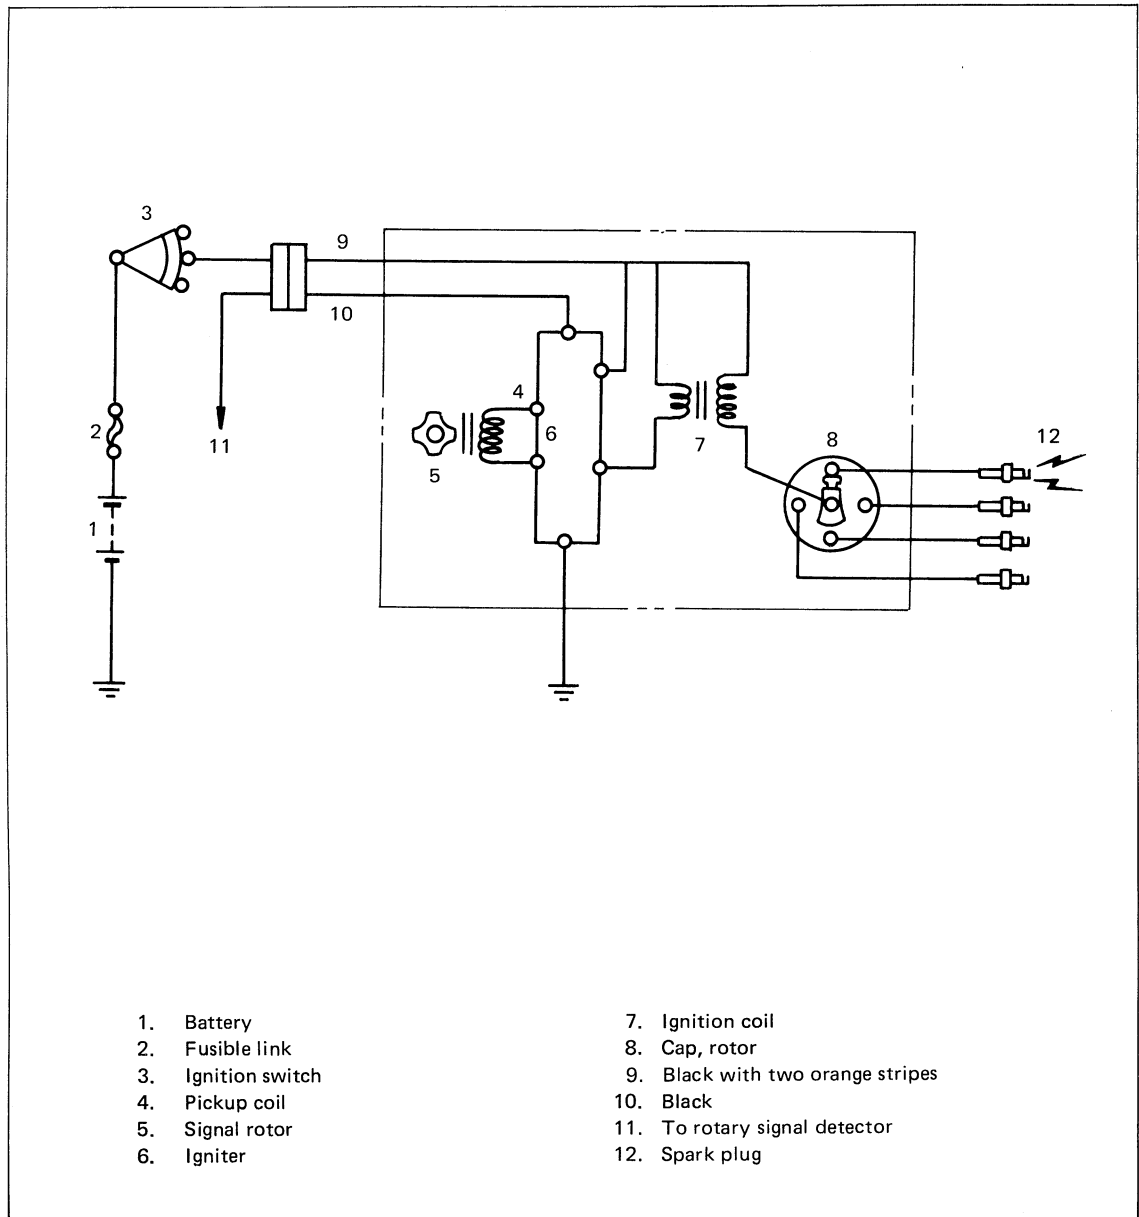 3
9
10
4
2
11
5
6
7
8
12
1
1. Battery
2. Fusible link
3. Ignition switch
4. Pickup coil
5. Signal rotor
6. Igniter
7. Ignition coil
8. Cap, rotor
9. Black with two orange stripes
10. Black
11. To rotary signal detector
12. Spark plug